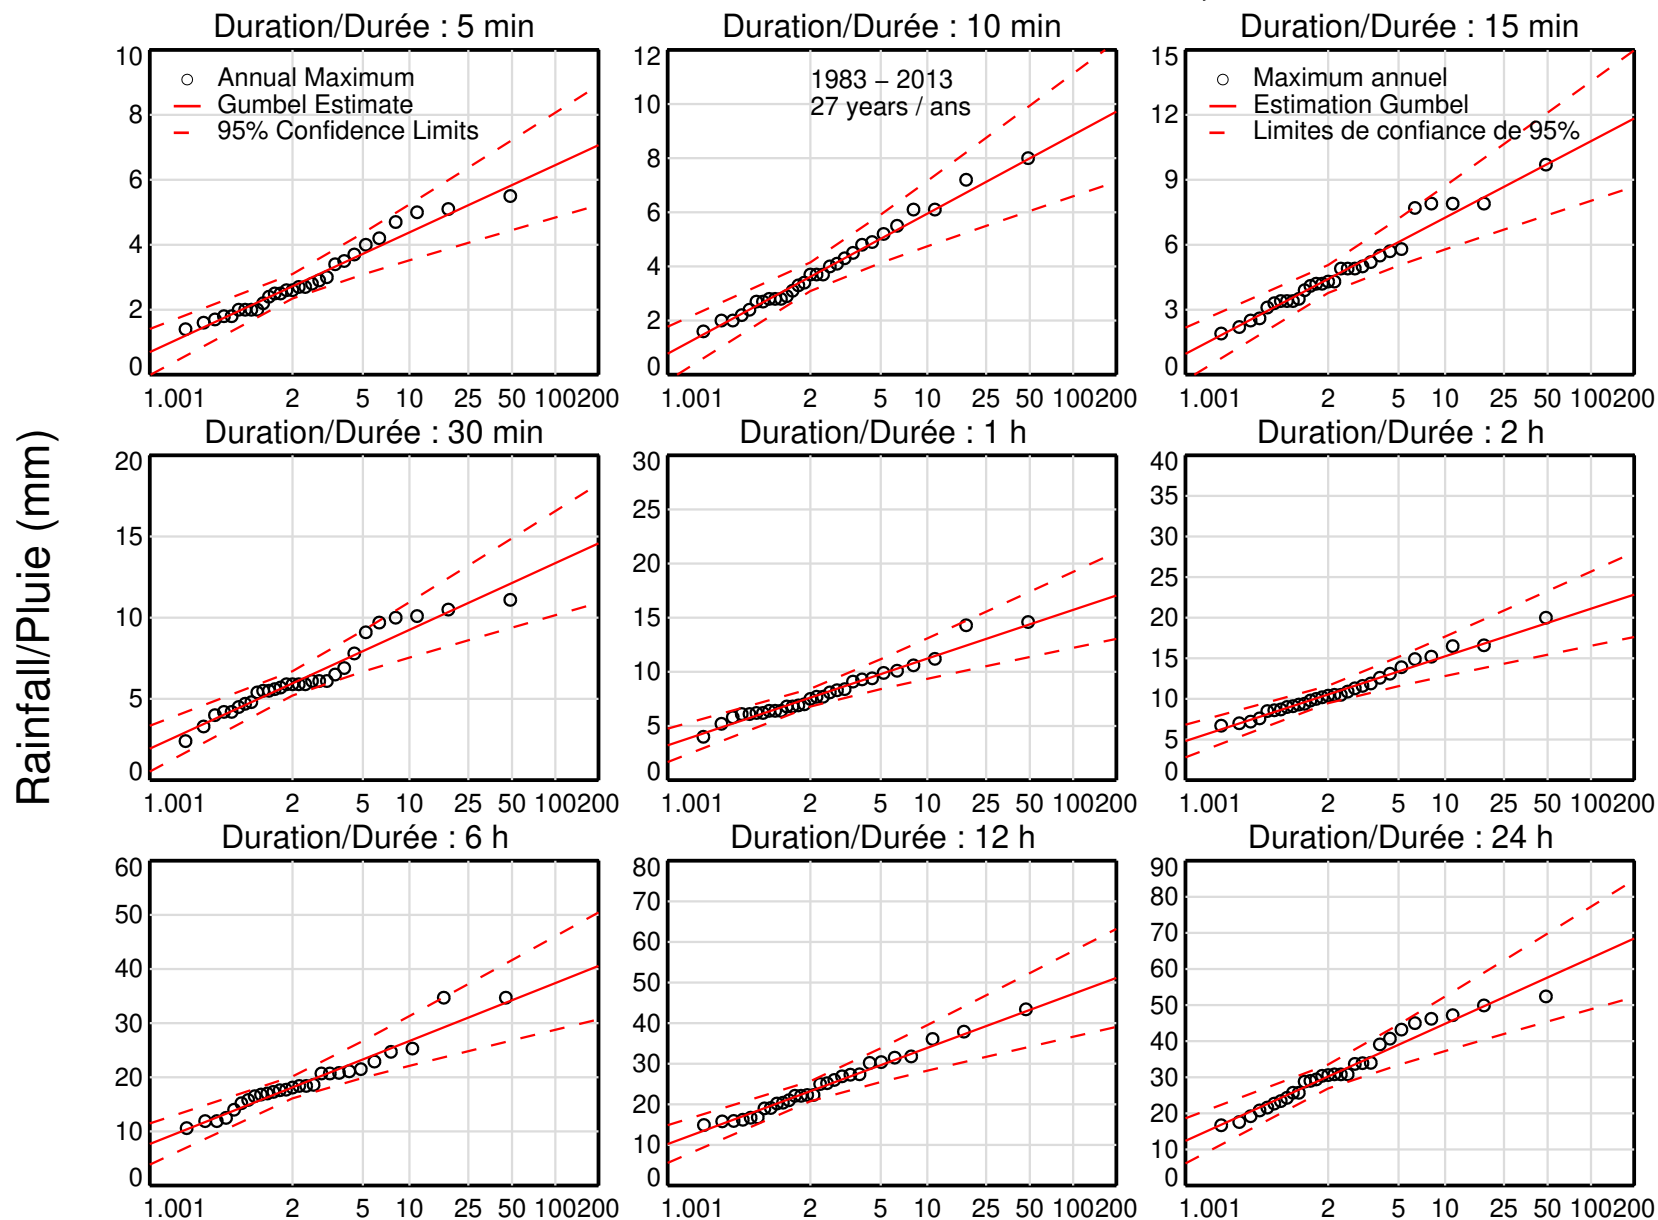 Duration/Durée : 5 min
Duration/Durée : 10 min
Duration/Durée : 15 min
10
8
6
4
2
0
Annual Maximum
Gumbel Estimate
95% Confidence Limits
1.001 2 5 10 25 50 100200
12
10
8
6
4
2
0
1983 – 2013
27 years / ans
1.001 2 5 10 25 50 100200
15
12
9
6
3
0
Maximum annuel
Estimation Gumbel
Limites de confiance de 95%
1.001 2 5 10 25 50 100200
Rainfall/Pluie (mm)
Duration/Durée : 30 min
Duration/Durée : 1 h
Duration/Durée : 2 h
20
15
10
5
0
1.001 2 5 10 25 50 100200
30
25
20
15
10
5
0
1.001 2 5 10 25 50 100200
40
35
30
25
20
15
10
5
0
1.001 2 5 10 25 50 100200
Duration/Durée : 6 h
Duration/Durée : 12 h
Duration/Durée : 24 h
60
50
40
30
20
10
0
1.001 2 5 10 25 50 100200
80
70
60
50
40
30
20
10
0
1.001 2 5 10 25 50 100200
90
80
70
60
50
40
30
20
10
0
1.001 2 5 10 25 50 100200